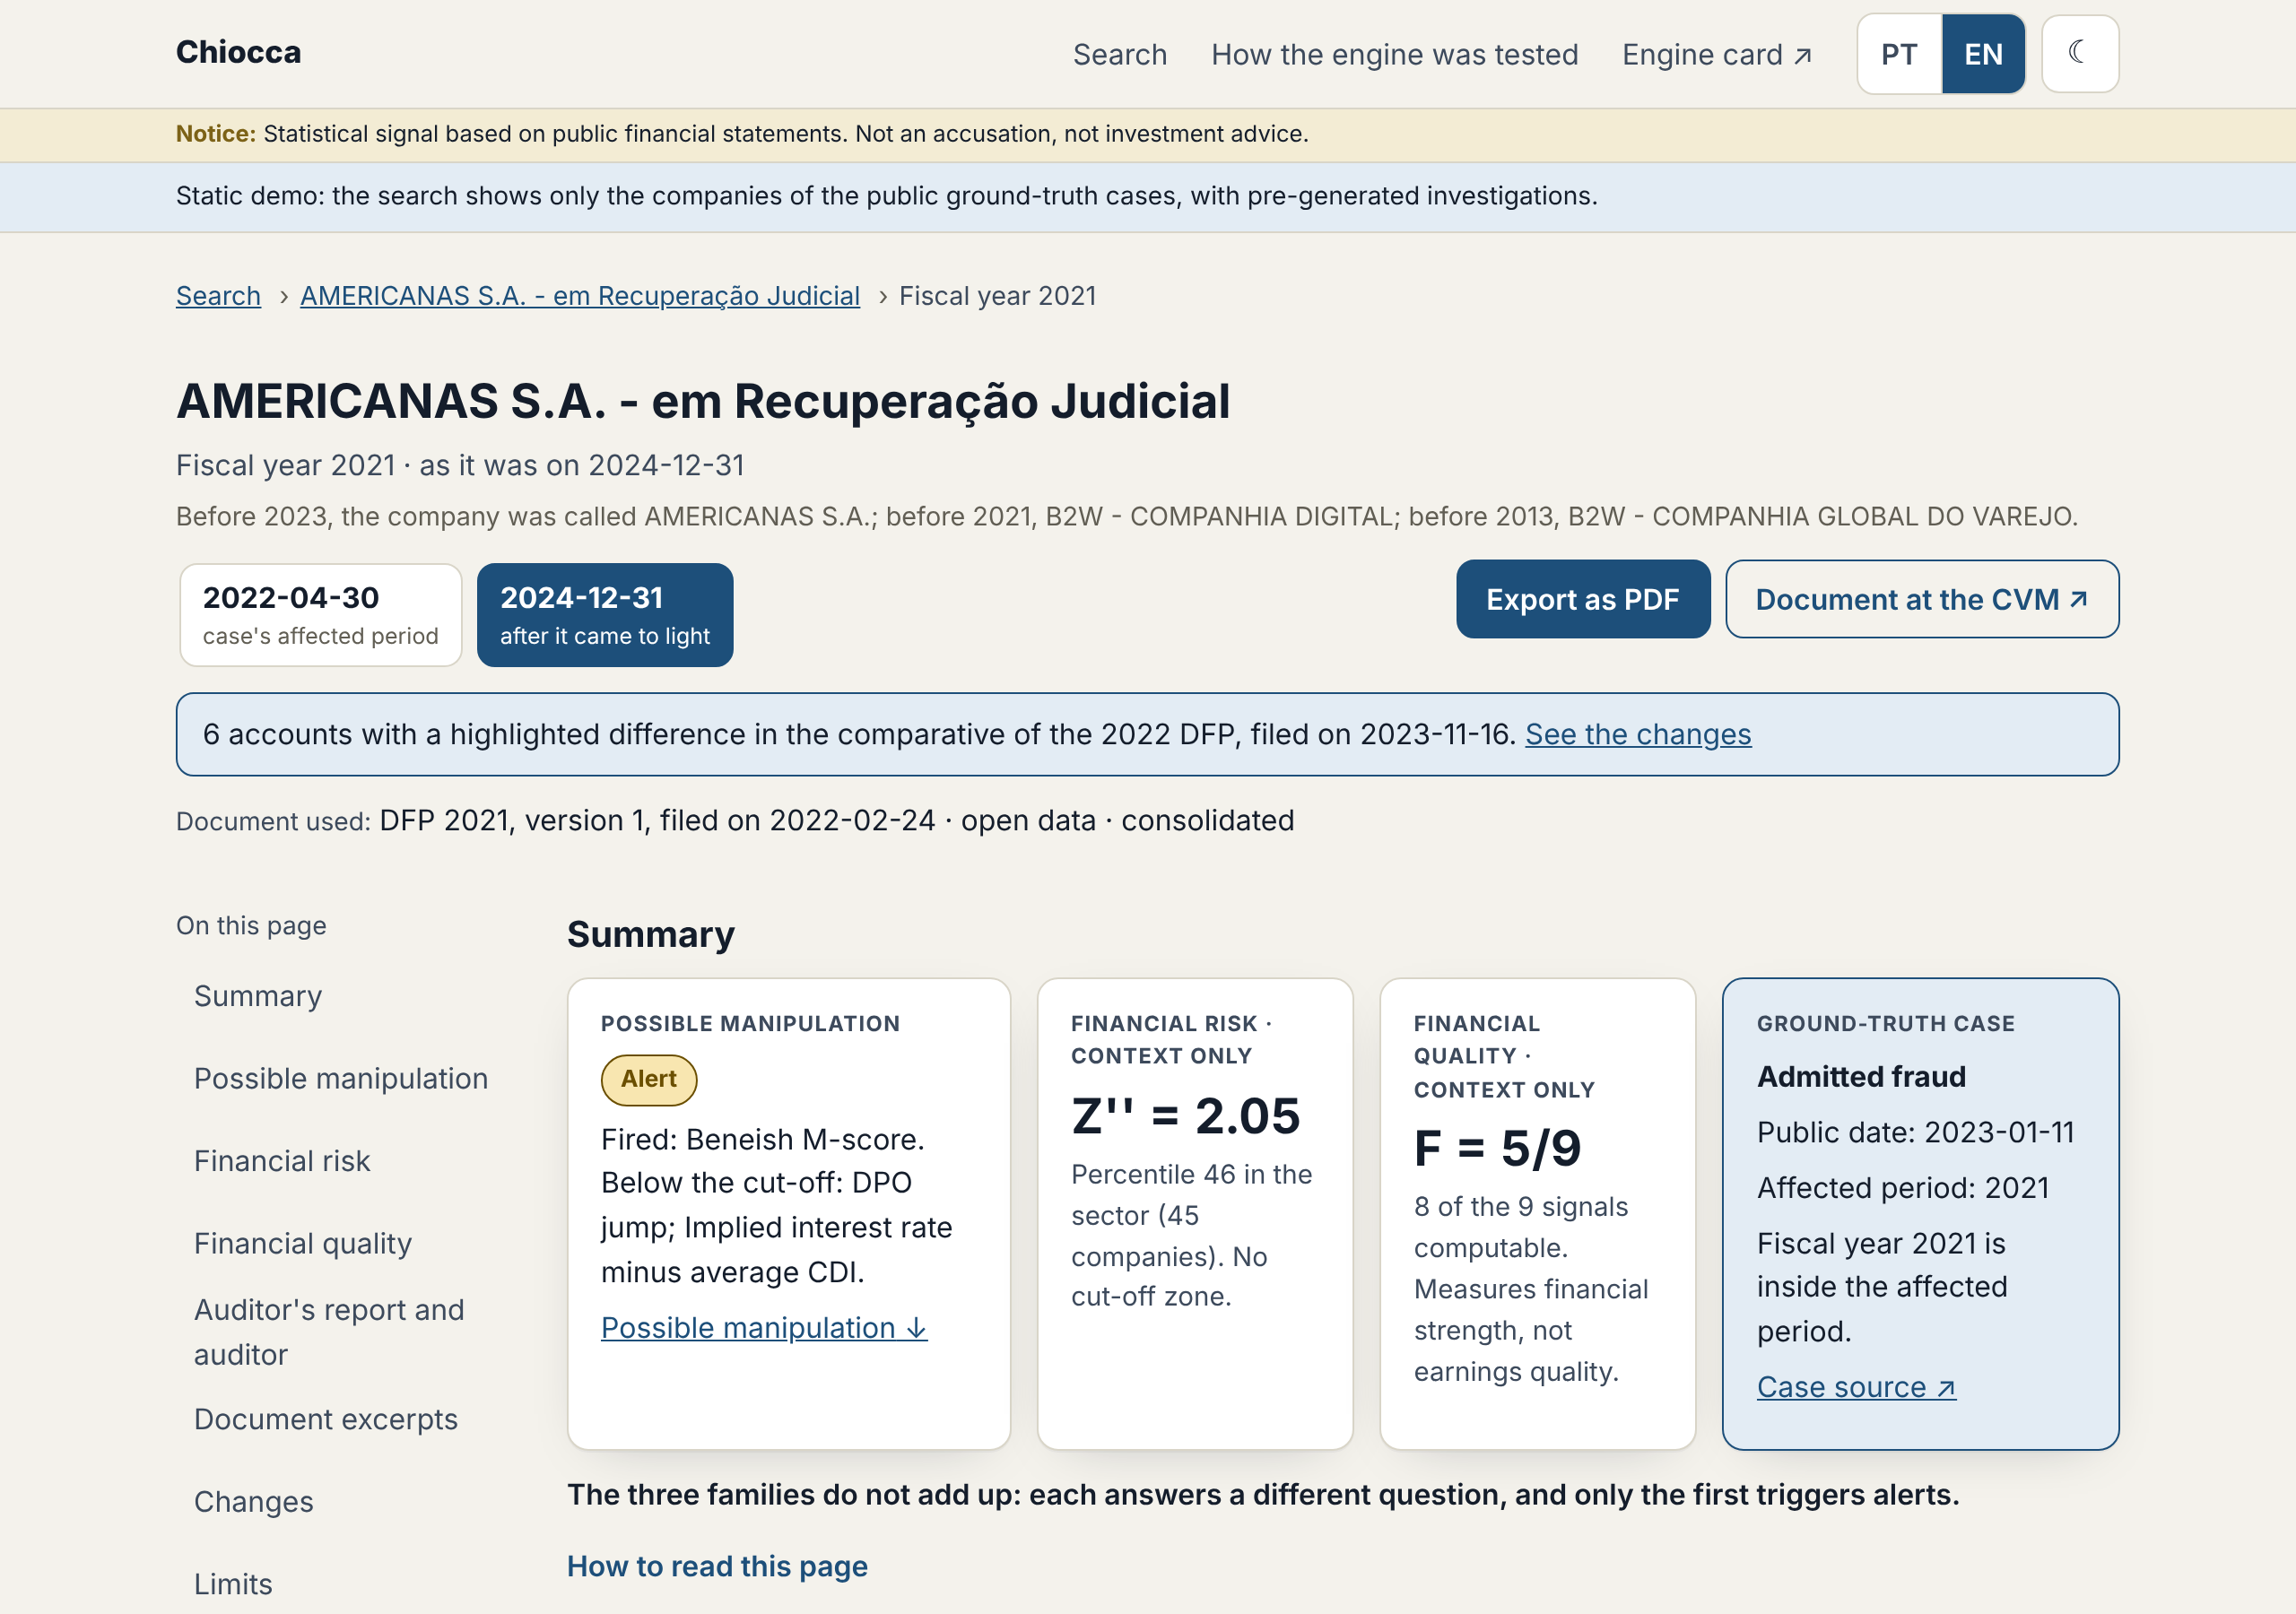 Chiocca
Search
How the engine was tested
Engine card ↗
PT
EN
☾
Notice: Statistical signal based on public financial statements. Not an accusation, not investment advice.
Static demo: the search shows only the companies of the public ground-truth cases, with pre-generated investigations.
Search › AMERICANAS S.A. - em Recuperação Judicial › Fiscal year 2021
AMERICANAS S.A. - em Recuperação Judicial
Fiscal year 2021 · as it was on 2024-12-31
Before 2023, the company was called AMERICANAS S.A.; before 2021, B2W - COMPANHIA DIGITAL; before 2013, B2W - COMPANHIA GLOBAL DO VAREJO.
2022-04-30
case's affected period
2024-12-31
after it came to light
Export as PDF
Document at the CVM ↗
6 accounts with a highlighted difference in the comparative of the 2022 DFP, filed on 2023-11-16. See the changes
Document used: DFP 2021, version 1, filed on 2022-02-24 · open data · consolidated
On this page
Summary
Possible manipulation
Financial risk
Financial quality
Auditor's report and
auditor
Document excerpts
Changes
Limits
Summary
POSSIBLE MANIPULATION
Alert
Fired: Beneish M-score.
Below the cut-off: DPO
jump; Implied interest rate
minus average CDI.
Possible manipulation ↓
FINANCIAL RISK ·
CONTEXT ONLY
Z'' = 2.05
Percentile 46 in the
sector (45
companies). No
cut-off zone.
FINANCIAL
QUALITY ·
CONTEXT ONLY
F = 5/9
8 of the 9 signals
computable.
Measures financial
strength, not
earnings quality.
GROUND-TRUTH CASE
Admitted fraud
Public date: 2023-01-11
Affected period: 2021
Fiscal year 2021 is
inside the affected
period.
Case source ↗
The three families do not add up: each answers a different question, and only the first triggers alerts.
How to read this page